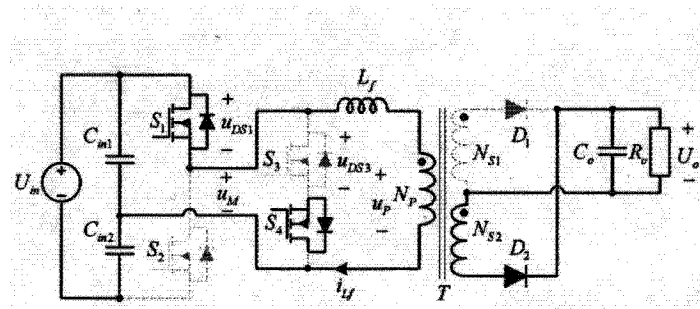 L_f
S_1
+
u_DS1
−
C_in1
+
−
U_in
+
u_M
−
S_3
+
u_DS3
−
S_4
+
u_P
−
N_P
C_in2
S_2
i_Lf
T
N_S1
D_1
N_S2
D_2
C_o
R_o
+
U_o
−